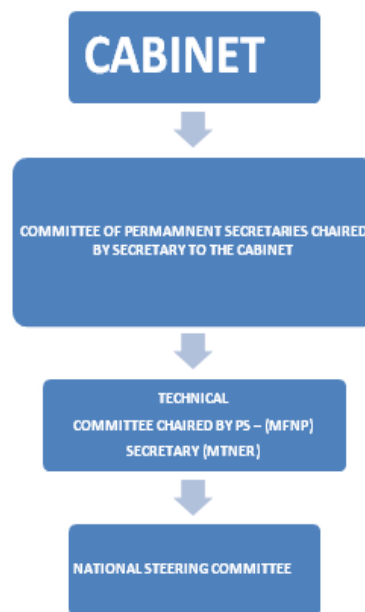 CABINET
COMMITTEE OF PERMAMNENT SECRETARIES CHAIRED
BY SECRETARY TO THE CABINET
TECHNICAL
COMMITTEE CHAIRED BY PS – (MFNP)
SECRETARY (MTNER)
NATIONAL STEERING COMMITTEE